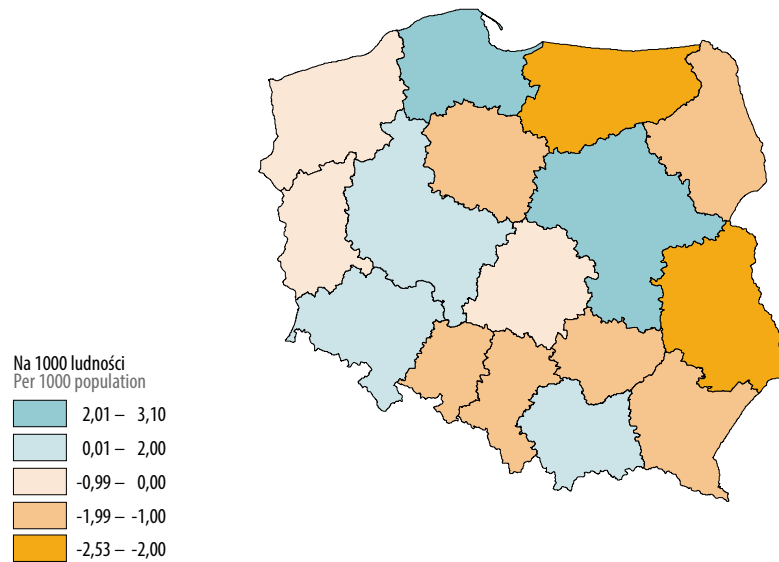 Na 1000 ludności
Per 1000 population
2,01 – 3,10
0,01 – 2,00
-0,99 – 0,00
-1,99 – -1,00
-2,53 – -2,00